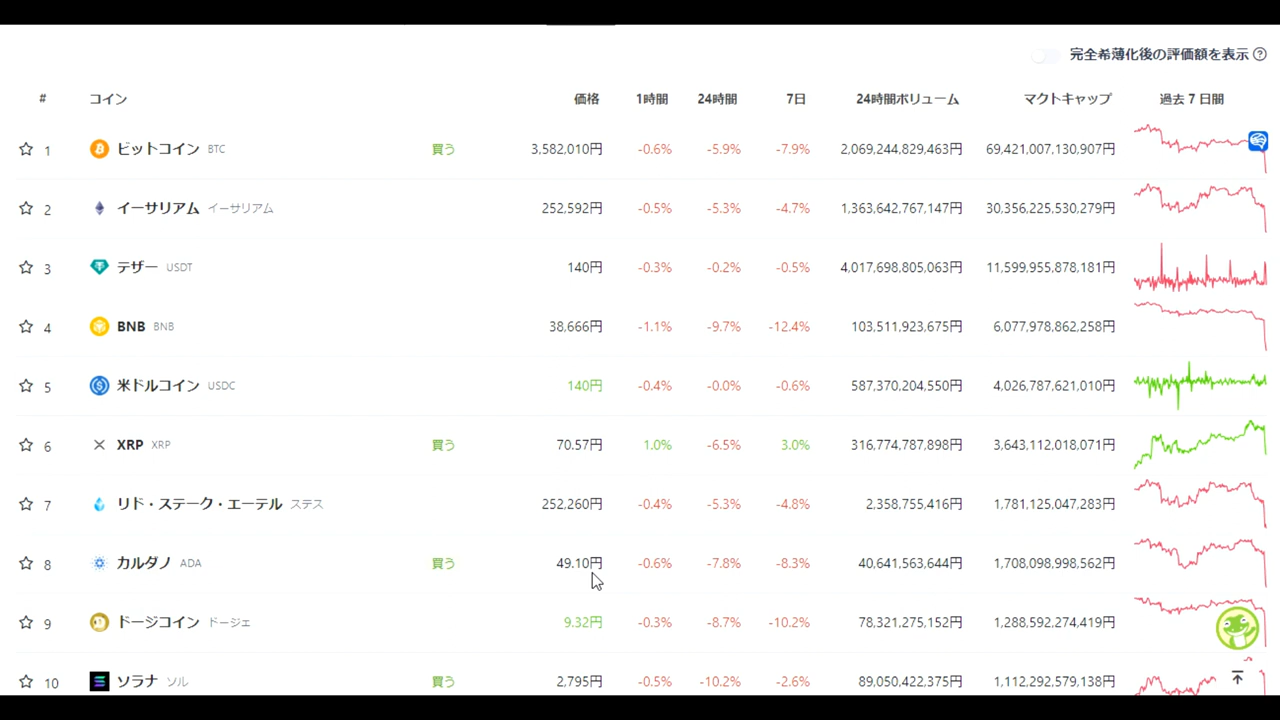 完全希薄化後の評価額を表示
# コイン 価格 1時間 24時間 7日 24時間ボリューム マクトキャップ 過去 7 日間
1 ビットコイン BTC 買う 3,582,010円 -0.6% -5.9% -7.9% 2,069,244,829,463円 69,421,007,130,907円
2 イーサリアム イーサリアム 252,592円 -0.5% -5.3% -4.7% 1,363,642,767,147円 30,356,225,530,279円
3 テザー USDT 140円 -0.3% -0.2% -0.5% 4,017,698,805,063円 11,599,955,878,181円
4 BNB BNB 38,666円 -1.1% -9.7% -12.4% 103,511,923,675円 6,077,978,862,258円
5 米ドルコイン USDC 140円 -0.4% -0.0% -0.6% 587,370,204,550円 4,026,787,621,010円
6 XRP XRP 買う 70.57円 1.0% -6.5% 3.0% 316,774,787,898円 3,643,112,018,071円
7 リド・ステーク・エーテル ステス 252,260円 -0.4% -5.3% -4.8% 2,358,755,416円 1,781,125,047,283円
8 カルダノ ADA 買う 49.10円 -0.6% -7.8% -8.3% 40,641,563,644円 1,708,098,998,562円
9 ドージコイン ドージェ 9.32円 -0.3% -8.7% -10.2% 78,321,275,152円 1,288,592,274,419円
10 ソラナ ソル 買う 2,795円 -0.5% -10.2% -2.6% 89,050,422,375円 1,112,292,579,138円